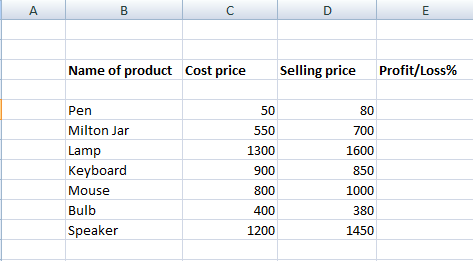 A B C D E
Name of product Cost price Selling price Profit/Loss%
Pen 50 80
Milton Jar 550 700
Lamp 1300 1600
Keyboard 900 850
Mouse 800 1000
Bulb 400 380
Speaker 1200 1450